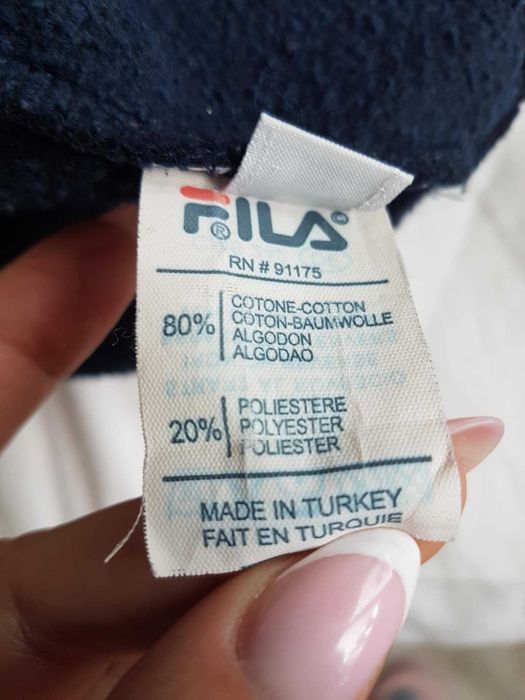 FILA®
RN # 91175
80%
COTONE-COTTON
COTON-BAUMWOLLE
ALGODON
ALGODAO
20%
POLIESTERE
POLYESTER
POLIESTER
MADE IN TURKEY
FAIT EN TURQUIE